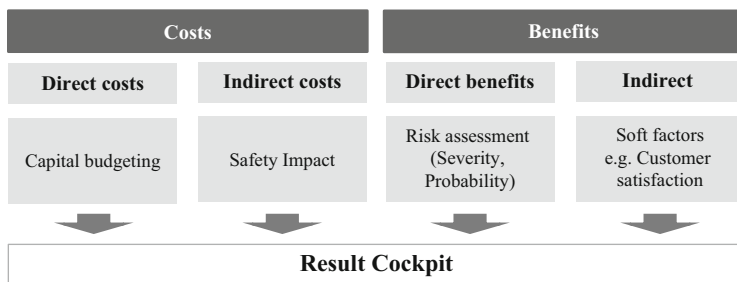 Costs
Benefits
Direct costs
Indirect costs
Direct benefits
Indirect
Capital budgeting
Safety Impact
Risk assessment
(Severity,
Probability)
Soft factors
e.g. Customer
satisfaction
Result Cockpit